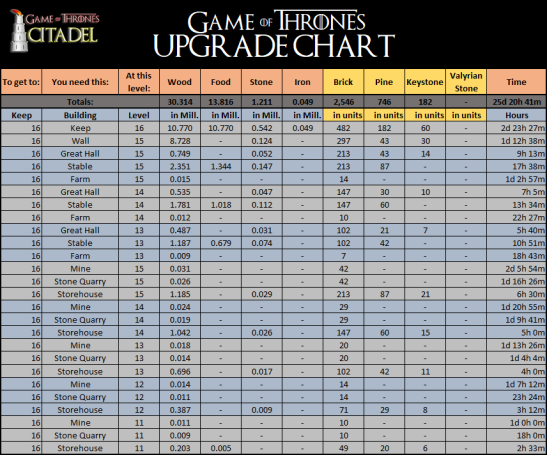 GAME OF THRONES
CITADEL
GAME OF THRONES
UPGRADE CHART
To get to: You need this: At this level: Wood Food Stone Iron Brick Pine Keystone Valyrian Stone Time
Totals: 30.314 13.816 1.211 0.049 2,546 746 182 - 25d 20h 41m
Keep Building Level in Mill. in Mill. in Mill. in Mill. in units in units in units in units Hours
16 Keep 16 10.770 10.770 0.542 0.049 482 182 60 - 2d 23h 27m
16 Wall 15 8.728 - 0.124 - 297 43 30 - 1d 12h 38m
16 Great Hall 15 0.749 - 0.052 - 213 43 14 - 9h 13m
16 Stable 15 2.351 1.344 0.147 - 213 87 - - 17h 38m
16 Farm 15 0.015 - - - 14 - - - 1d 2h 57m
16 Great Hall 14 0.535 - 0.047 - 147 30 10 - 7h 5m
16 Stable 14 1.781 1.018 0.112 - 147 60 - - 13h 34m
16 Farm 14 0.012 - - - 10 - - - 22h 27m
16 Great Hall 13 0.487 - 0.031 - 102 21 7 - 5h 40m
16 Stable 13 1.187 0.679 0.074 - 102 42 - - 10h 51m
16 Farm 13 0.009 - - - 7 - - - 18h 43m
16 Mine 15 0.031 - - - 42 - - - 2d 5h 54m
16 Stone Quarry 15 0.026 - - - 42 - - - 1d 16h 26m
16 Storehouse 15 1.185 - 0.029 - 213 87 21 - 6h 30m
16 Mine 14 0.024 - - - 29 - - - 1d 20h 55m
16 Stone Quarry 14 0.019 - - - 29 - - - 1d 9h 41m
16 Storehouse 14 1.042 - 0.026 - 147 60 15 - 5h 0m
16 Mine 13 0.018 - - - 20 - - - 1d 13h 26m
16 Stone Quarry 13 0.014 - - - 20 - - - 1d 4h 4m
16 Storehouse 13 0.696 - 0.017 - 102 42 11 - 4h 0m
16 Mine 12 0.014 - - - 14 - - - 1d 7h 12m
16 Stone Quarry 12 0.011 - - - 14 - - - 23h 24m
16 Storehouse 12 0.387 - 0.009 - 71 29 8 - 3h 12m
16 Mine 11 0.011 - - - 10 - - - 1d 0h 0m
16 Stone Quarry 11 0.009 - - - 10 - - - 18h 0m
16 Storehouse 11 0.203 - 0.005 - 49 20 6 - 2h 33m